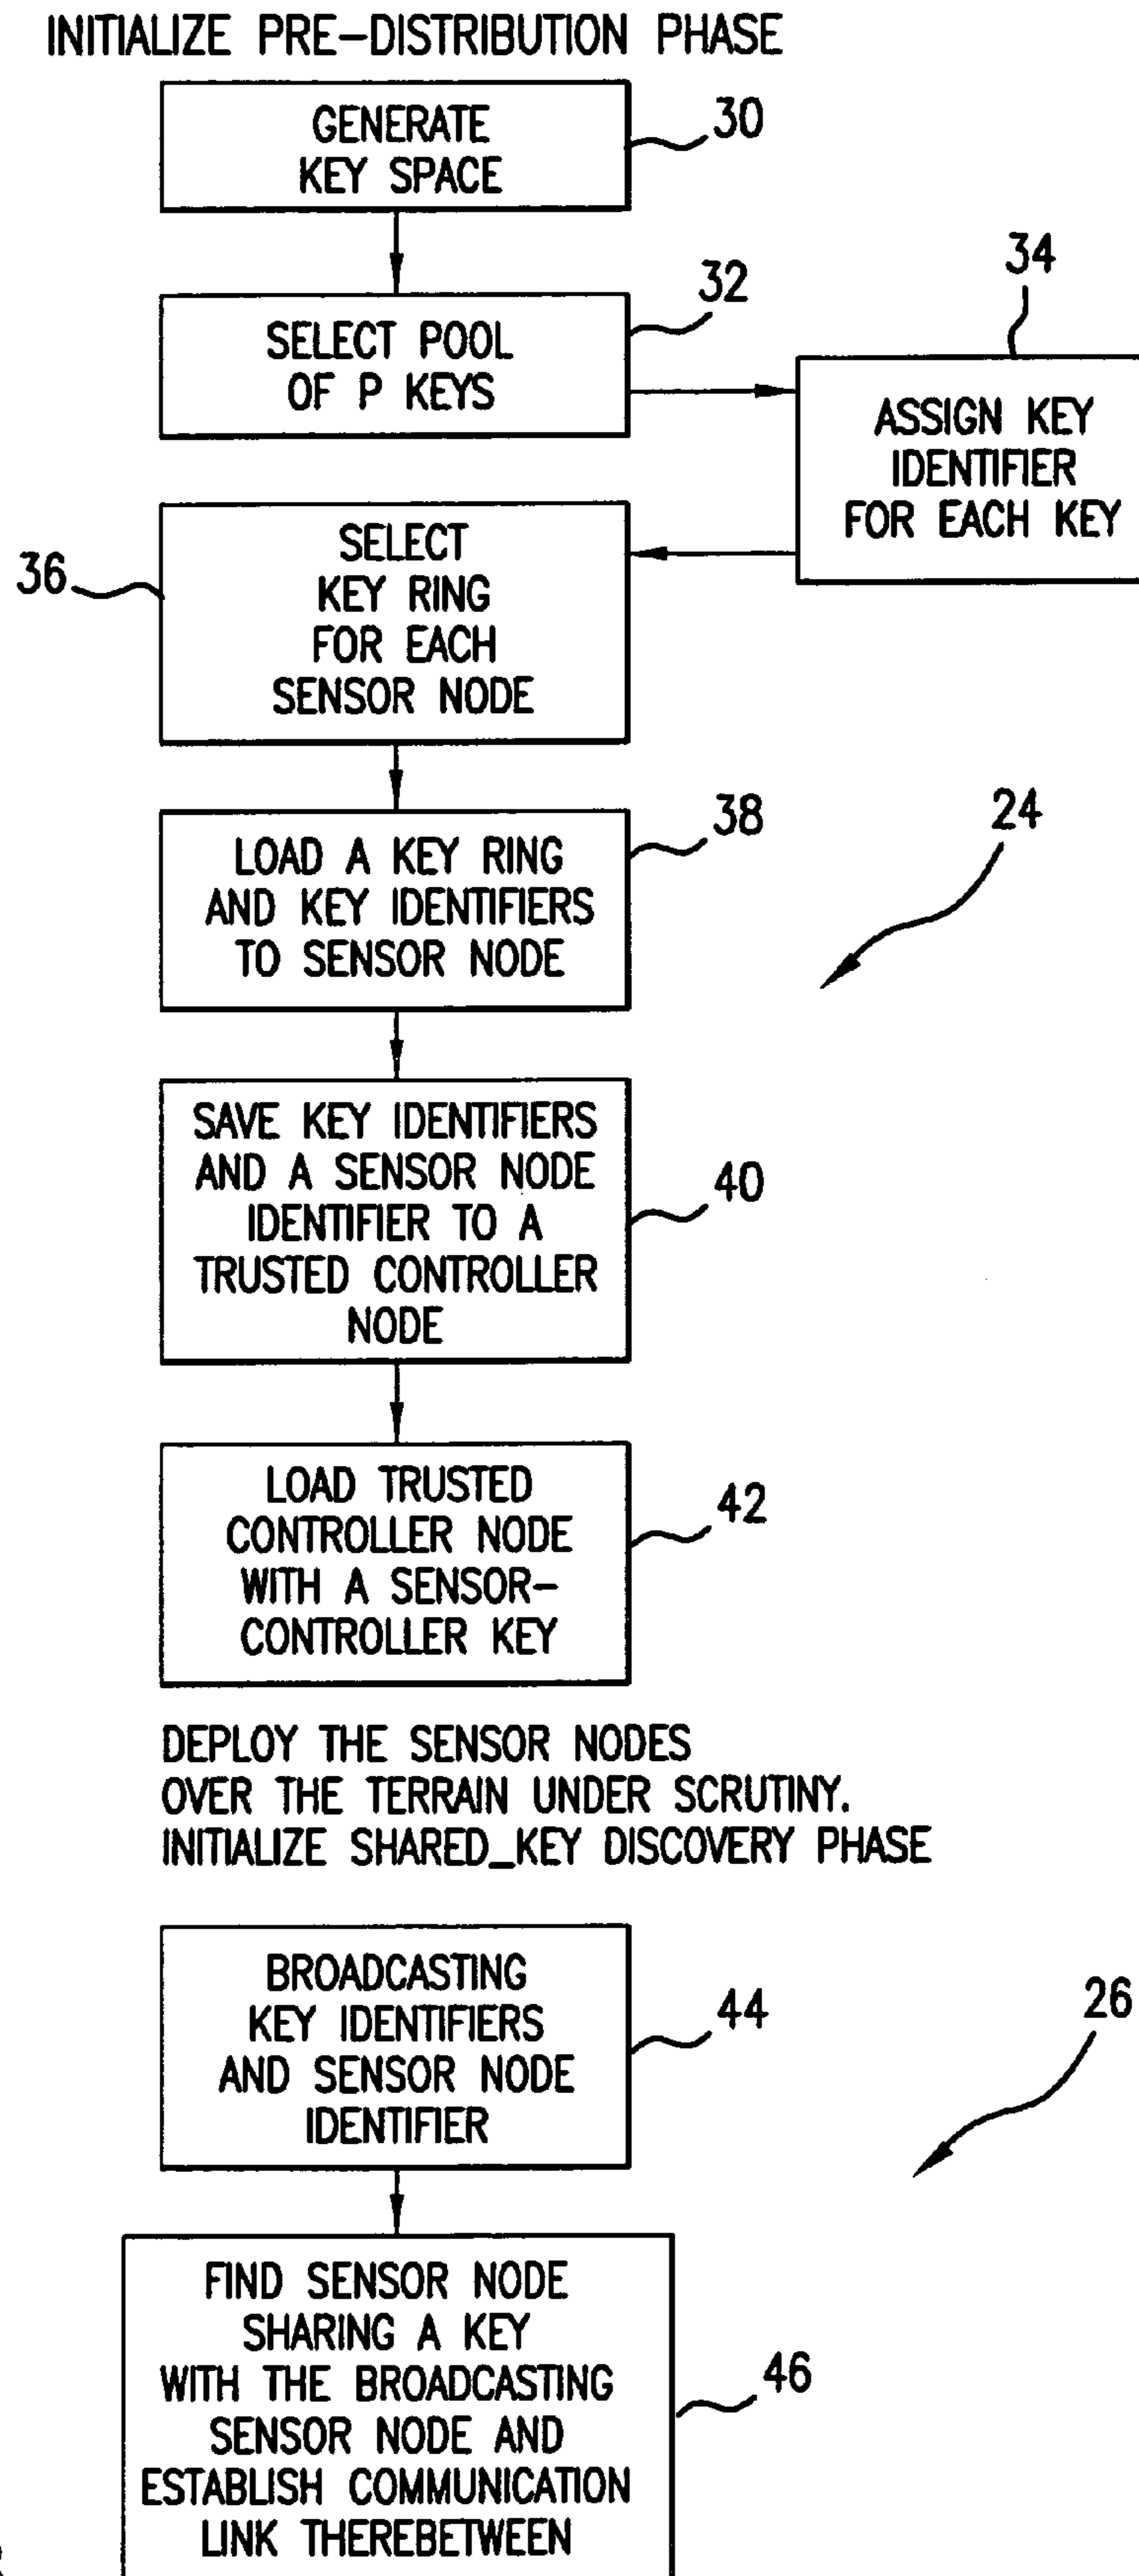 INITIALIZE PRE-DISTRIBUTION PHASE
GENERATE
KEY SPACE
30
SELECT POOL
OF P KEYS
32
34
ASSIGN KEY
IDENTIFIER
FOR EACH KEY
36
SELECT
KEY RING
FOR EACH
SENSOR NODE
LOAD A KEY RING
AND KEY IDENTIFIERS
TO SENSOR NODE
38
24
SAVE KEY IDENTIFIERS
AND A SENSOR NODE
IDENTIFIER TO A
TRUSTED CONTROLLER
NODE
40
LOAD TRUSTED
CONTROLLER NODE
WITH A SENSOR-
CONTROLLER KEY
42
DEPLOY THE SENSOR NODES
OVER THE TERRAIN UNDER SCRUTINY.
INITIALIZE SHARED_KEY DISCOVERY PHASE
BROADCASTING
KEY IDENTIFIERS
AND SENSOR NODE
IDENTIFIER
44
26
FIND SENSOR NODE
SHARING A KEY
WITH THE BROADCASTING
SENSOR NODE AND
ESTABLISH COMMUNICATION
LINK THEREBETWEEN
46